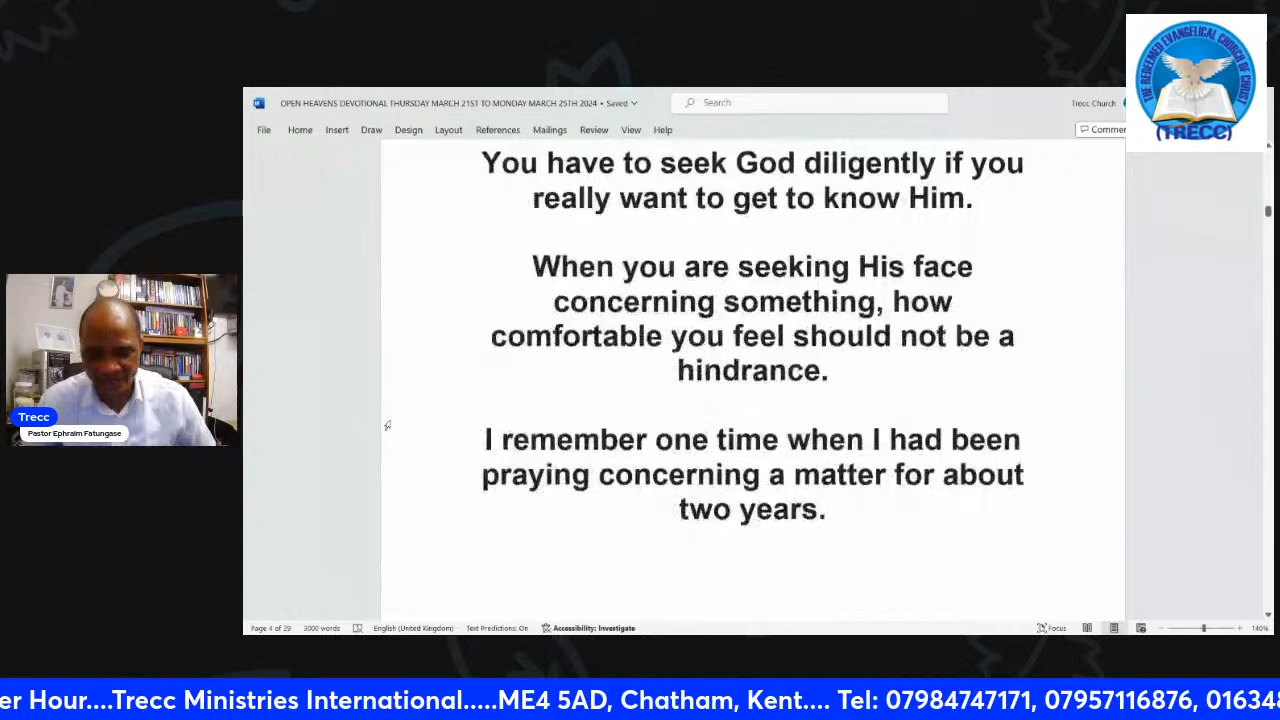 THE REDEEMED EVANGELICAL CHURCH OF CHRIST
(TRECC)
OPEN HEAVENS DEVOTIONAL THURSDAY MARCH 21ST TO MONDAY MARCH 25TH 2024 • Saved
Search
Trecc Church
File Home Insert Draw Design Layout References Mailings Review View Help
Commer
You have to seek God diligently if you
really want to get to know Him.
When you are seeking His face
concerning something, how
comfortable you feel should not be a
hindrance.
I remember one time when I had been
praying concerning a matter for about
two years.
Trecc
Pastor Ephraim Fatungase
Page 4 of 29 3000 words English (United Kingdom) Text Predictions: On Accessibility: Investigate Focus 140%
er Hour....Trecc Ministries International.....ME4 5AD, Chatham, Kent.... Tel: 07984747171, 07957116876, 01634